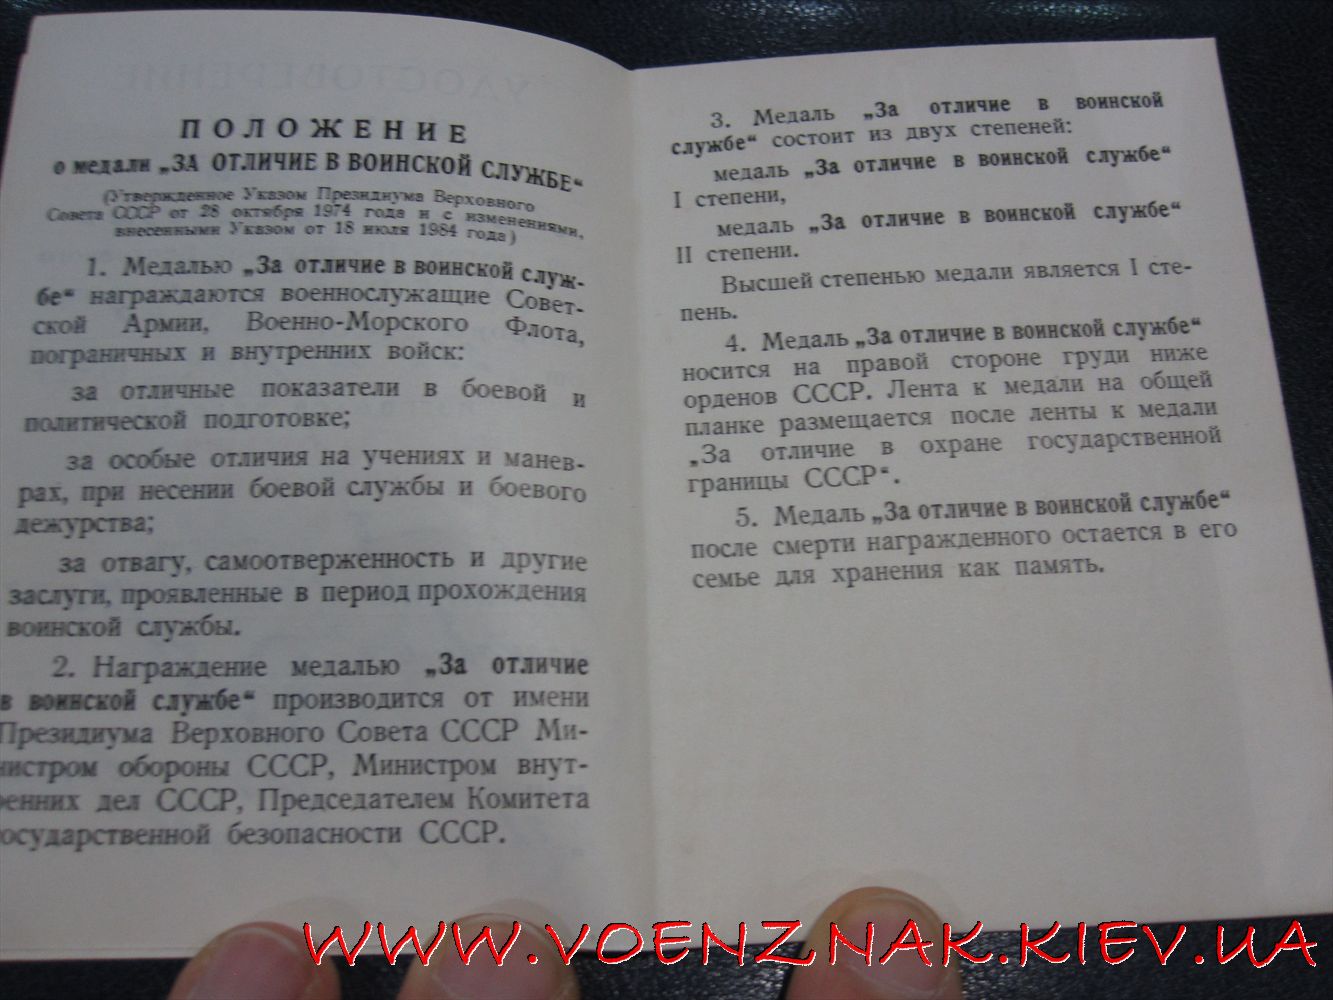 ПОЛОЖЕНИЕ
о медали „ЗА ОТЛИЧИЕ В ВОИНСКОЙ СЛУЖБЕ“
(Утвержденное Указом Президиума Верховного
Совета СССР от 28 октября 1974 года и с изменениями,
внесенными Указом от 18 июля 1984 года)
1. Медалью „За отличие в воинской служ-
бе“ награждаются военнослужащие Совет-
ской Армии, Военно-Морского Флота,
пограничных и внутренних войск:
за отличные показатели в боевой и
политической подготовке;
за особые отличия на учениях и манев-
рах, при несении боевой службы и боевого
дежурства;
за отвагу, самоотверженность и другие
заслуги, проявленные в период прохождения
воинской службы.
2. Награждение медалью „За отличие
в воинской службе“ производится от имени
Президиума Верховного Совета СССР Ми-
нистром обороны СССР, Министром внут-
ренних дел СССР, Председателем Комитета
государственной безопасности СССР.
3. Медаль „За отличие в воинской
службе“ состоит из двух степеней:
медаль „За отличие в воинской службе“
I степени,
медаль „За отличие в воинской службе“
II степени.
Высшей степенью медали является I сте-
пень.
4. Медаль „За отличие в воинской службе“
носится на правой стороне груди ниже
орденов СССР. Лента к медали на общей
планке размещается после ленты к медали
„За отличие в охране государственной
границы СССР“.
5. Медаль „За отличие в воинской службе“
после смерти награжденного остается в его
семье для хранения как память.
WWW.VOENZNAK.KIEV.UA